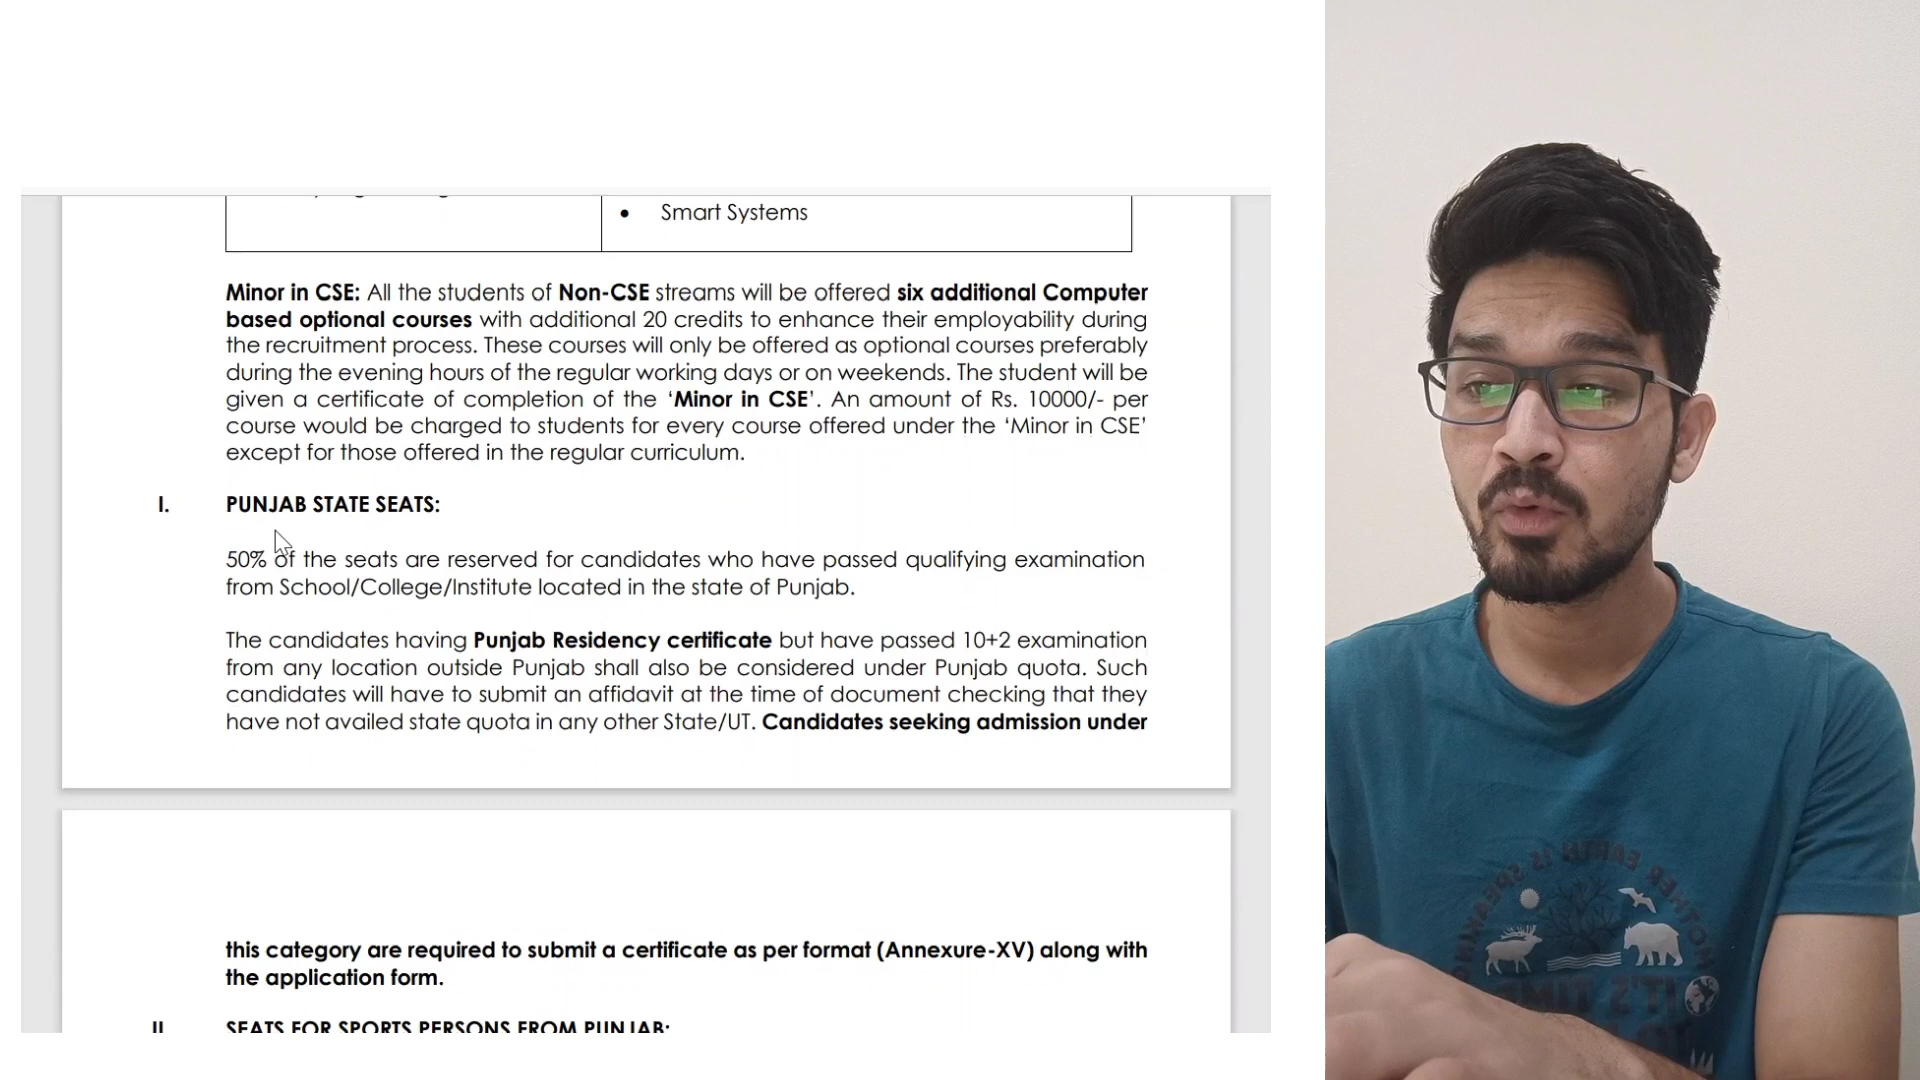 Smart Systems
Minor in CSE: All the students of Non-CSE streams will be offered six additional Computer
based optional courses with additional 20 credits to enhance their employability during
the recruitment process. These courses will only be offered as optional courses preferably
during the evening hours of the regular working days or on weekends. The student will be
given a certificate of completion of the ‘Minor in CSE’. An amount of Rs. 10000/- per
course would be charged to students for every course offered under the ‘Minor in CSE’
except for those offered in the regular curriculum.
I. PUNJAB STATE SEATS:
50% of the seats are reserved for candidates who have passed qualifying examination
from School/College/Institute located in the state of Punjab.
The candidates having Punjab Residency certificate but have passed 10+2 examination
from any location outside Punjab shall also be considered under Punjab quota. Such
candidates will have to submit an affidavit at the time of document checking that they
have not availed state quota in any other State/UT. Candidates seeking admission under
this category are required to submit a certificate as per format (Annexure-XV) along with
the application form.
II SEATS FOR SPORTS PERSONS FROM PUNJAB:
MOTHER EARTH IS SPEAKING
IT'S TIME